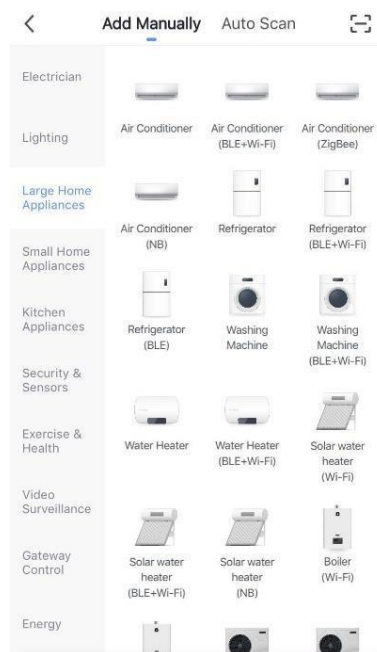 Add Manually Auto Scan
Electrician
Lighting
Large Home
Appliances
Small Home
Appliances
Kitchen
Appliances
Security &
Sensors
Exercise &
Health
Video
Surveillance
Gateway
Control
Energy
Air Conditioner
Air Conditioner
(BLE+Wi-Fi)
Air Conditioner
(ZigBee)
Air Conditioner
(NB)
Refrigerator
Refrigerator
(BLE+Wi-Fi)
Refrigerator
(BLE)
Washing
Machine
Washing
Machine
(BLE+Wi-Fi)
Water Heater
Water Heater
(BLE+Wi-Fi)
Solar water
heater
(Wi-Fi)
Solar water
heater
(BLE+Wi-Fi)
Solar water
heater
(NB)
Boiler
(Wi-Fi)